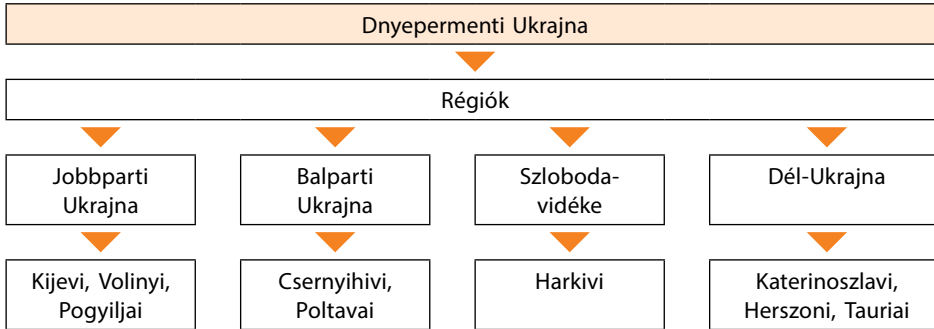 Dnyepermenti Ukrajna
Régiók
Jobbparti
Ukrajna
Balparti
Ukrajna
Szloboda-
vidéke
Dél-Ukrajna
Kijevi, Volinyi,
Pogyiljai
Csernyihivi,
Poltavai
Harkivi
Katerinoszlavi,
Herszoni, Tauriai